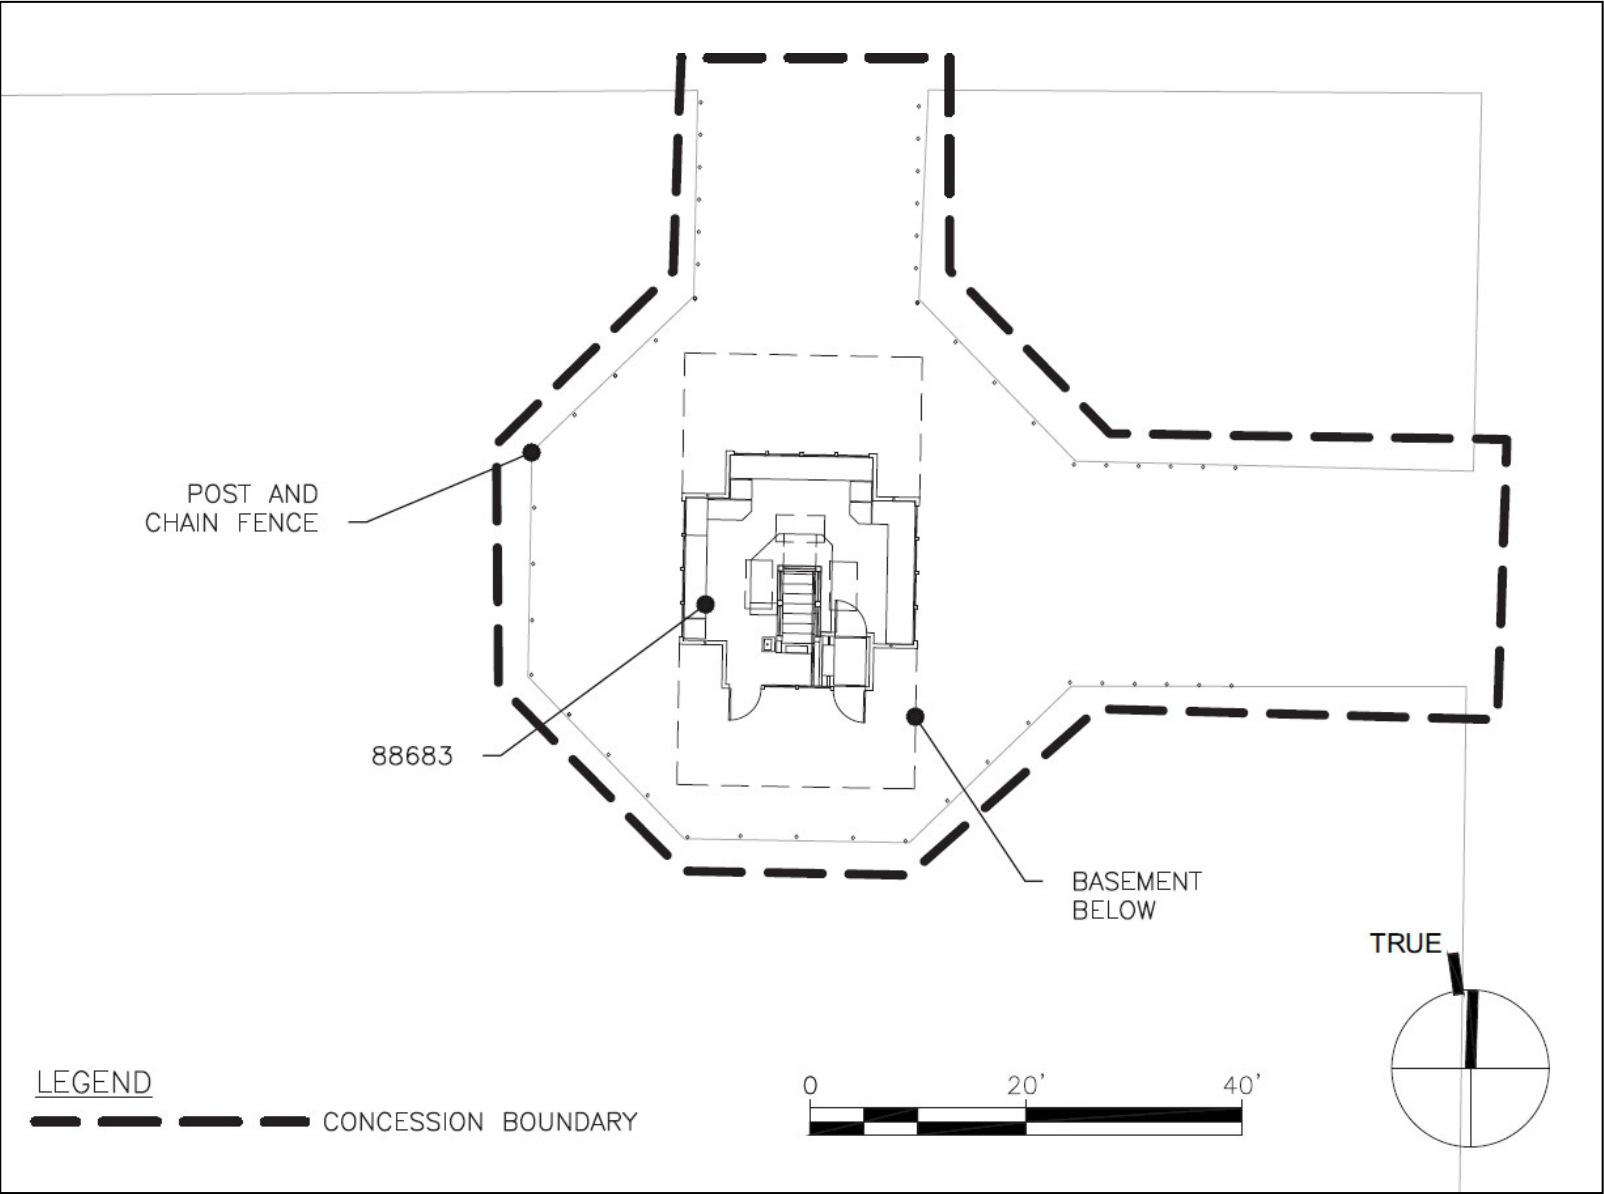 POST AND
CHAIN FENCE
88683
BASEMENT
BELOW
TRUE
LEGEND
CONCESSION BOUNDARY
0 20' 40'